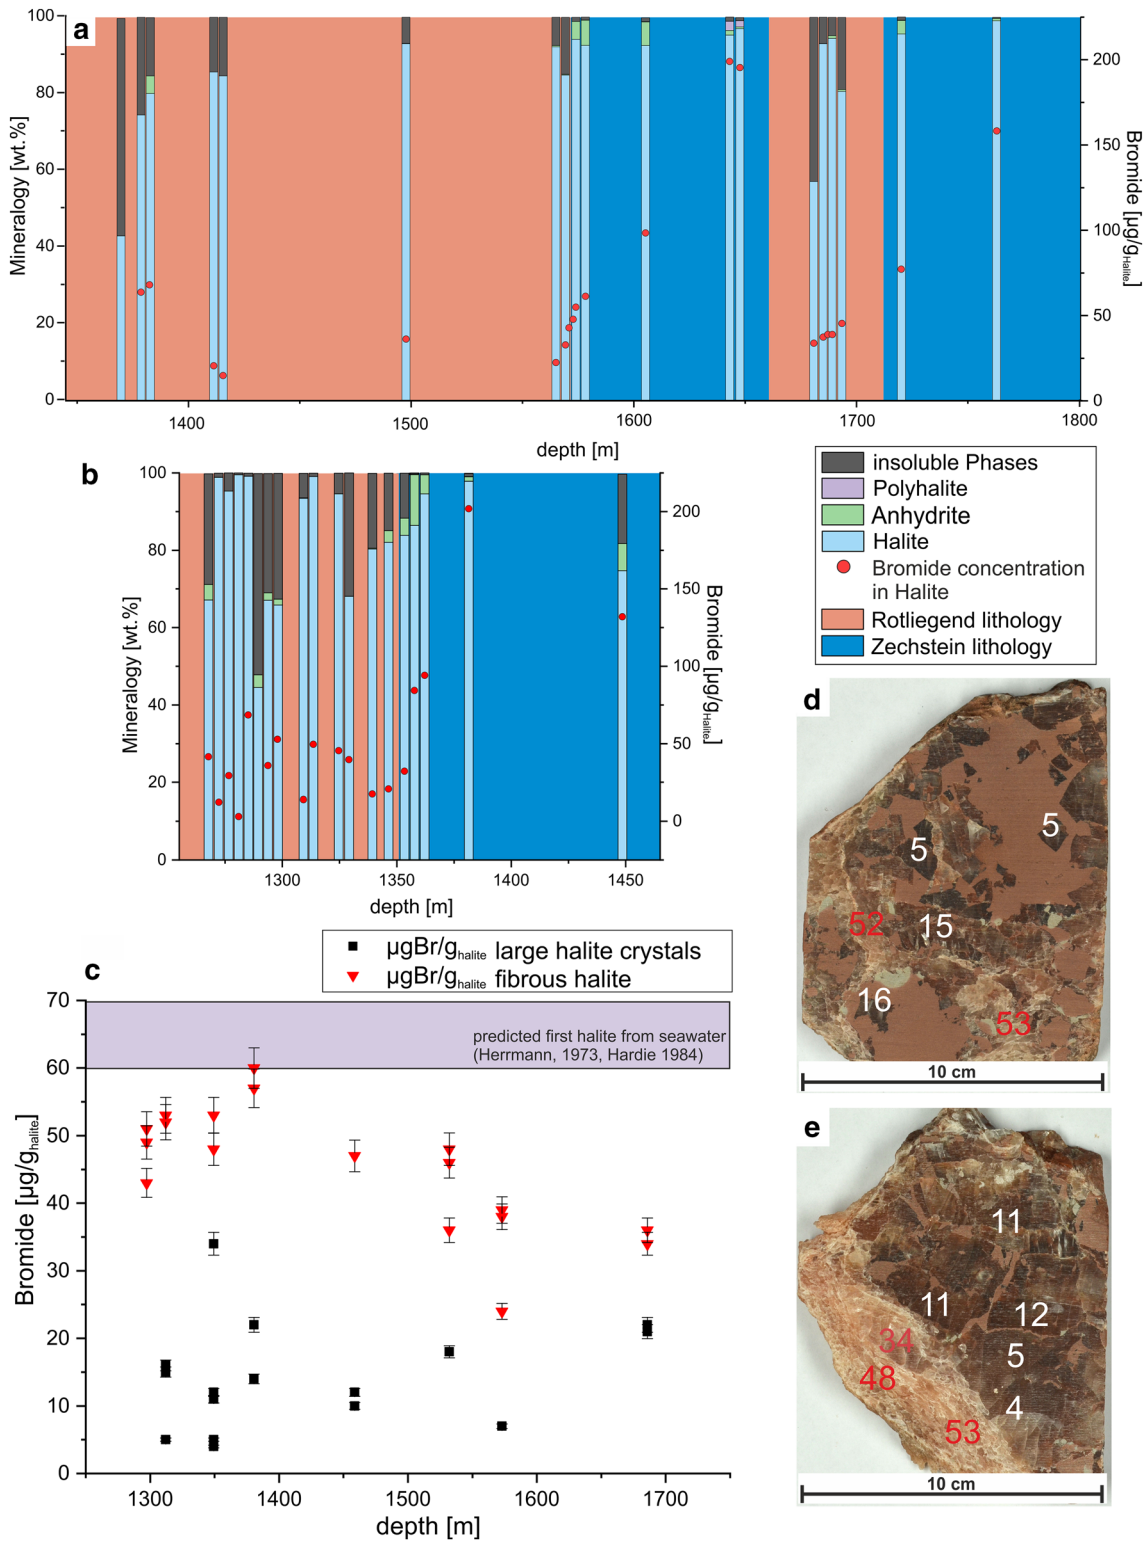 a
100
80
60
40
20
0
Mineralogy [wt.%]
200
150
100
50
0
Bromide [µg/gHalite]
1400
1500
1600
1700
1800
depth [m]
b
100
80
60
40
20
0
Mineralogy [wt.%]
200
150
100
50
0
Bromide [µg/gHalite]
1300
1350
1400
1450
depth [m]
insoluble Phases
Polyhalite
Anhydrite
Halite
Bromide concentration
in Halite
Rotliegend lithology
Zechstein lithology
c
µgBr/ghalite large halite crystals
µgBr/ghalite fibrous halite
predicted first halite from seawater
(Herrmann, 1973, Hardie 1984)
70
60
50
40
30
20
10
0
Bromide [µg/ghalite]
1300
1400
1500
1600
1700
depth [m]
d
5
5
52
15
16
53
10 cm
e
11
11
12
34
5
48
4
53
10 cm